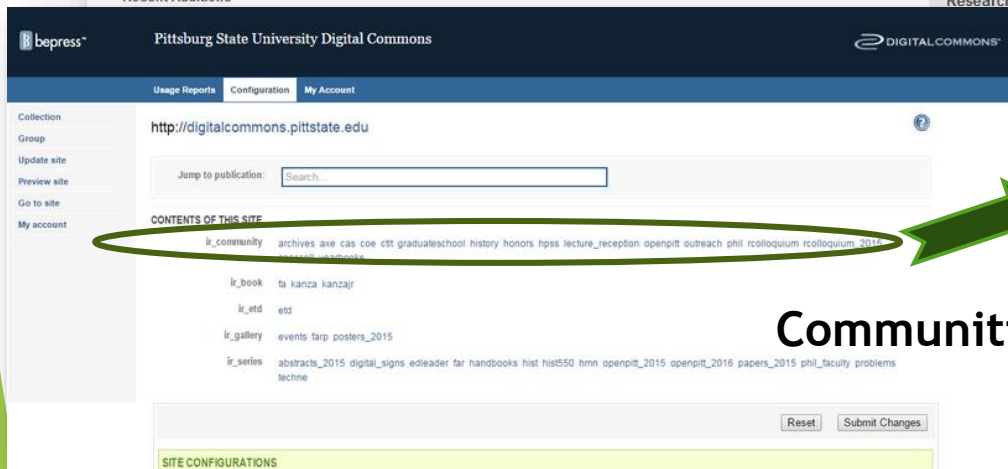 bepress™
Pittsburg State University Digital Commons
DIGITALCOMMONS™
Usage Reports Configuration My Account
Collection
Group
Update site
Preview site
Go to site
My account
http://digitalcommons.pittstate.edu
Jump to publication: Search...
CONTENTS OF THIS SITE
ir_community archives axe cas coe ctt graduateschool history honors hpss lecture_reception openpitt outreach phil rcolloquium rcolloquium_2015
yearbooks
ir_book fa kanza kanzajr
ir_etd etd
ir_gallery events farp posters_2015
ir_series abstracts_2015 digital_signs edleader far handbooks hist hist550 hmn openpitt_2015 openpitt_2016 papers_2015 phil_faculty problems
techne
Reset Submit Changes
SITE CONFIGURATIONS